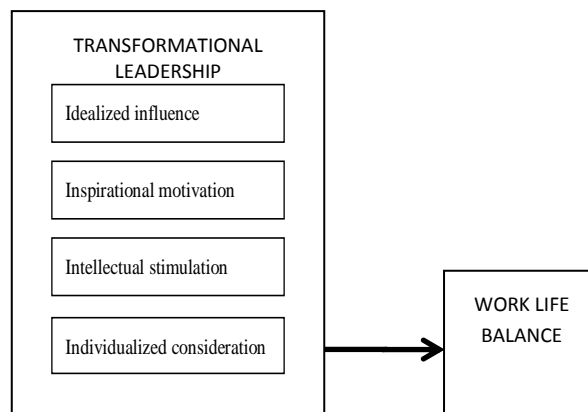 TRANSFORMATIONAL
LEADERSHIP
Idealized influence
Inspirational motivation
Intellectual stimulation
Individualized consideration
WORK LIFE
BALANCE